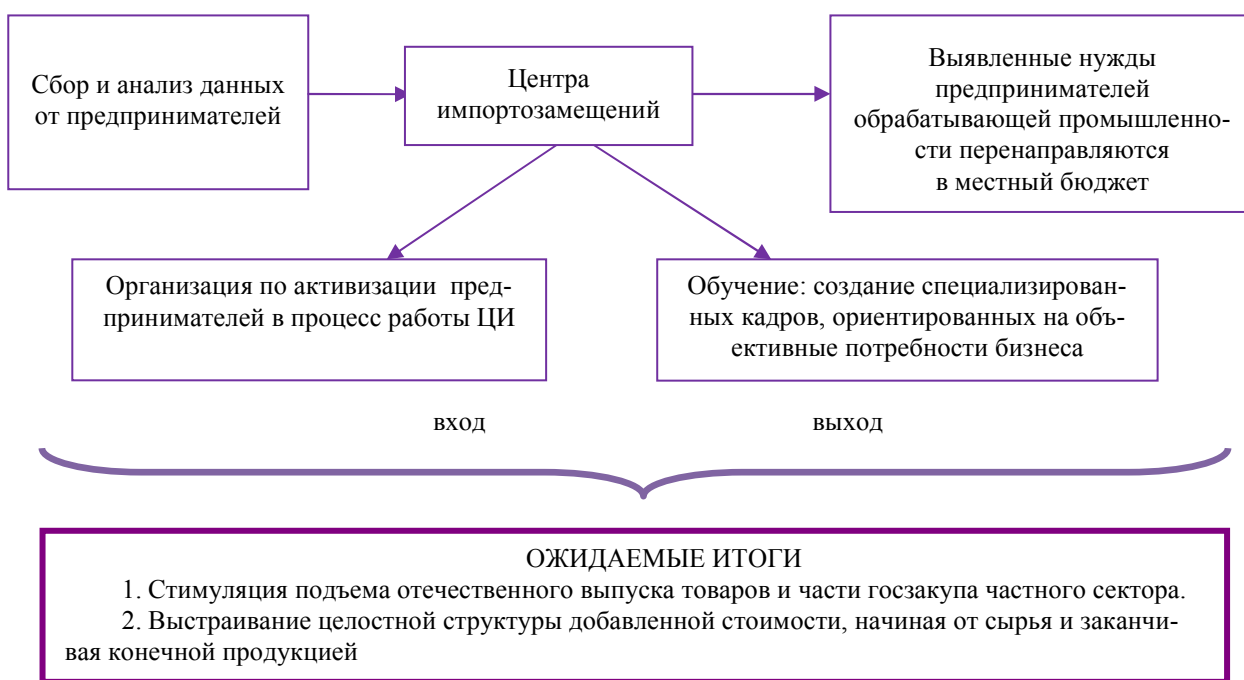 Сбор и анализ данных
от предпринимателей
Центра
импортозамещений
Выявленные нужды
предпринимателей
обрабатывающей промышленно-
сти перенаправляются
в местный бюджет
Организация по активизации  пред-
принимателей в процесс работы ЦИ
Обучение: создание специализирован-
ных кадров, ориентированных на объ-
ективные потребности бизнеса
вход
выход
ОЖИДАЕМЫЕ ИТОГИ
1. Стимуляция подъема отечественного выпуска товаров и части госзакупа частного сектора.
2. Выстраивание целостной структуры добавленной стоимости, начиная от сырья и заканчи-
вая конечной продукцией